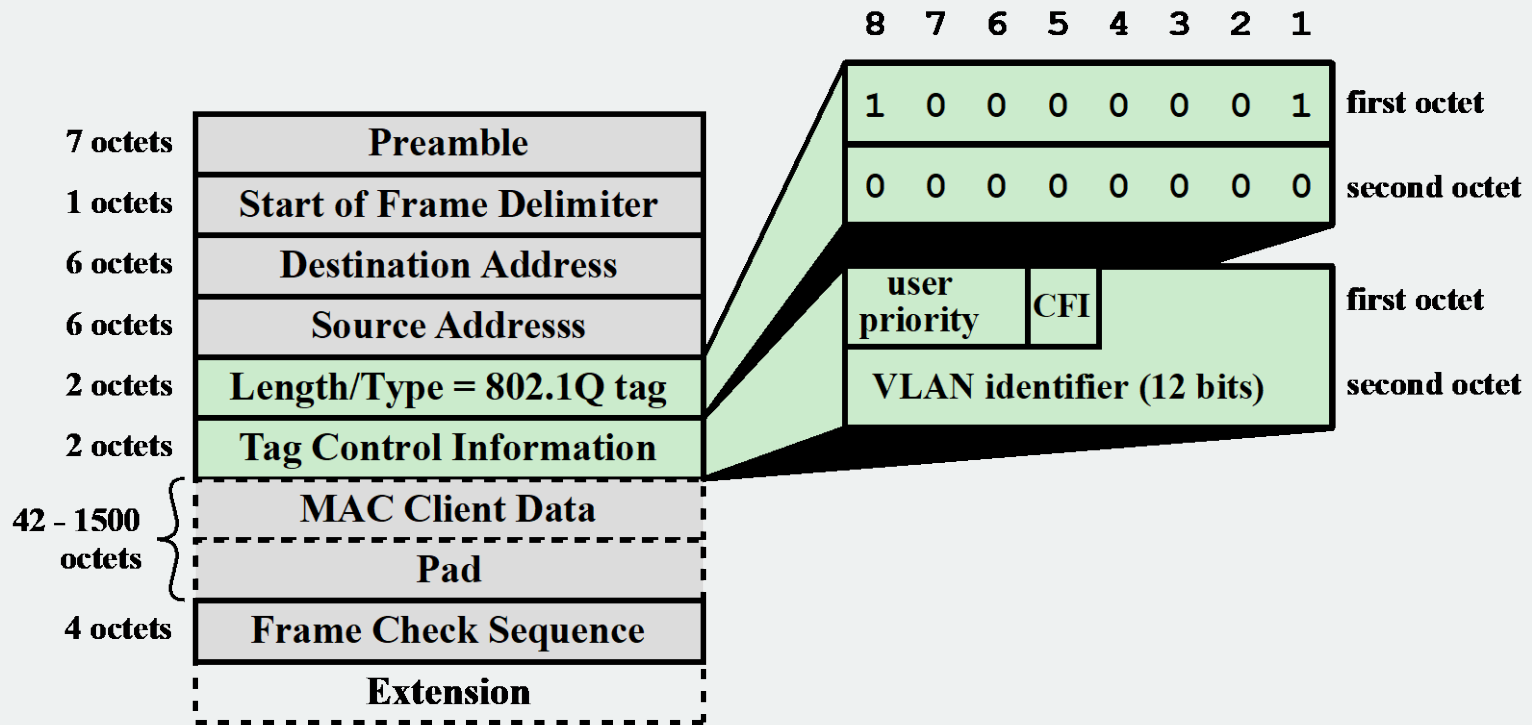 8 7 6 5 4 3 2 1
1 0 0 0 0 0 0 1 first octet
0 0 0 0 0 0 0 0 second octet
user
priority
CFI
first octet
VLAN identifier (12 bits) second octet
7 octets Preamble
1 octets Start of Frame Delimiter
6 octets Destination Address
6 octets Source Addresss
2 octets Length/Type = 802.1Q tag
2 octets Tag Control Information
42 - 1500
octets
MAC Client Data
Pad
4 octets Frame Check Sequence
Extension